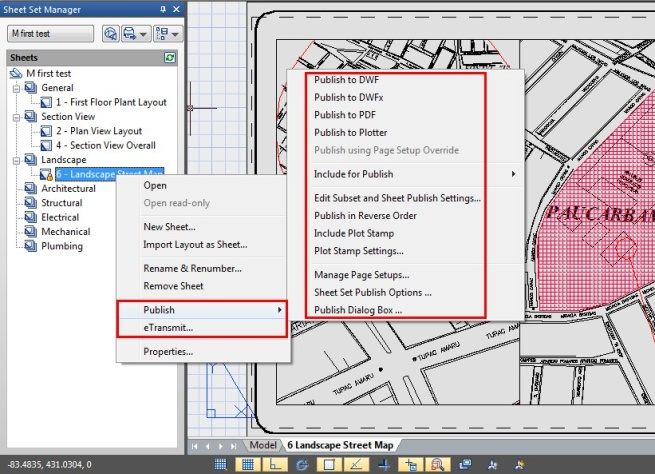 Sheet Set Manager
M first test
Sheets
M first test
General
1 - First Floor Plant Layout
Section View
2 - Plan View Layout
4 - Section View Overall
Landscape
6 - Landscape Street Map
Architectural
Structural
Electrical
Mechanical
Plumbing
Open
Open read-only
New Sheet...
Import Layout as Sheet...
Rename & Renumber...
Remove Sheet
Publish
eTransmit...
Properties...
Publish to DWF
Publish to DWFx
Publish to PDF
Publish to Plotter
Publish using Page Setup Override
Include for Publish
Edit Subset and Sheet Publish Settings...
Publish in Reverse Order
Include Plot Stamp
Plot Stamp Settings...
Manage Page Setups...
Sheet Set Publish Options ...
Publish Dialog Box ...
PAUCARBAM
TUPAC AMARU
TUPAC AMARU
Model
6 Landscape Street Map
-83.4835, 431.0304, 0